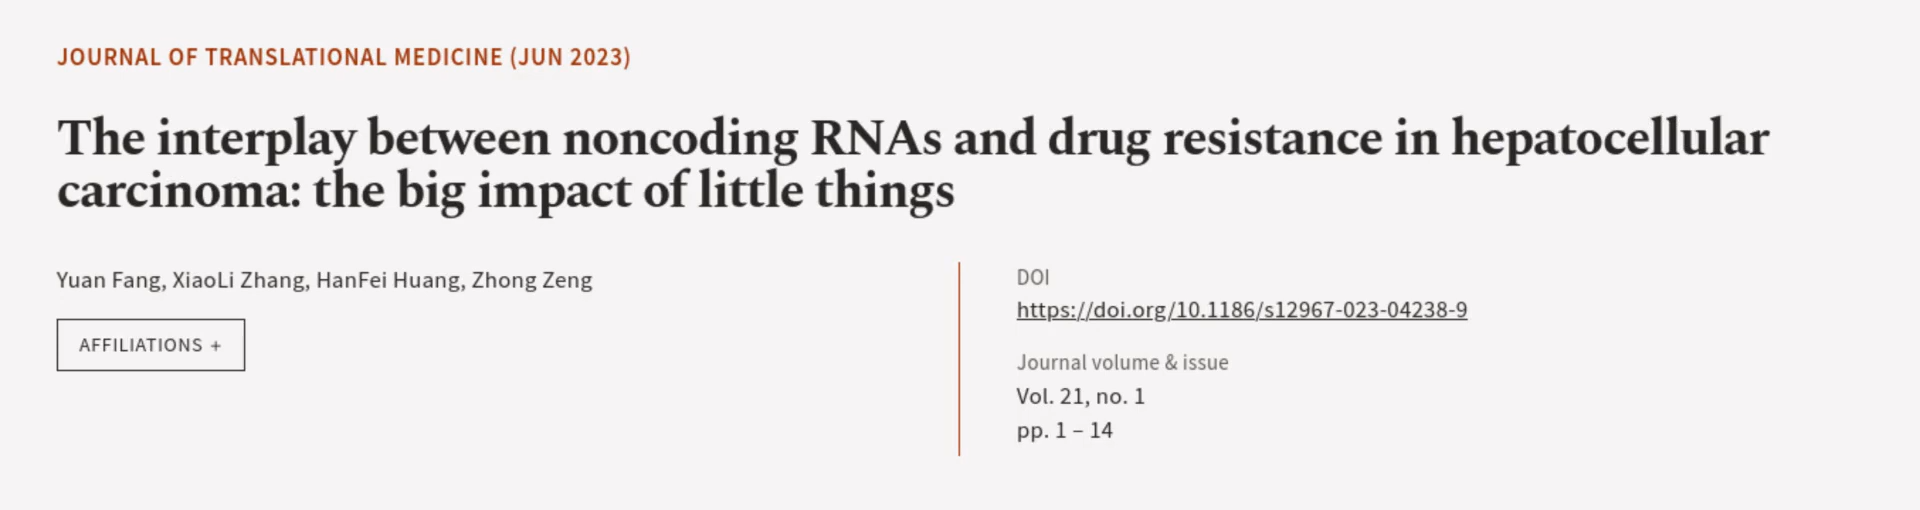 JOURNAL OF TRANSLATIONAL MEDICINE (JUN 2023)
The interplay between noncoding RNAs and drug resistance in hepatocellular
carcinoma: the big impact of little things
Yuan Fang, XiaoLi Zhang, HanFei Huang, Zhong Zeng
AFFILIATIONS +
DOI
https://doi.org/10.1186/s12967-023-04238-9
Journal volume & issue
Vol. 21, no. 1
pp. 1 – 14